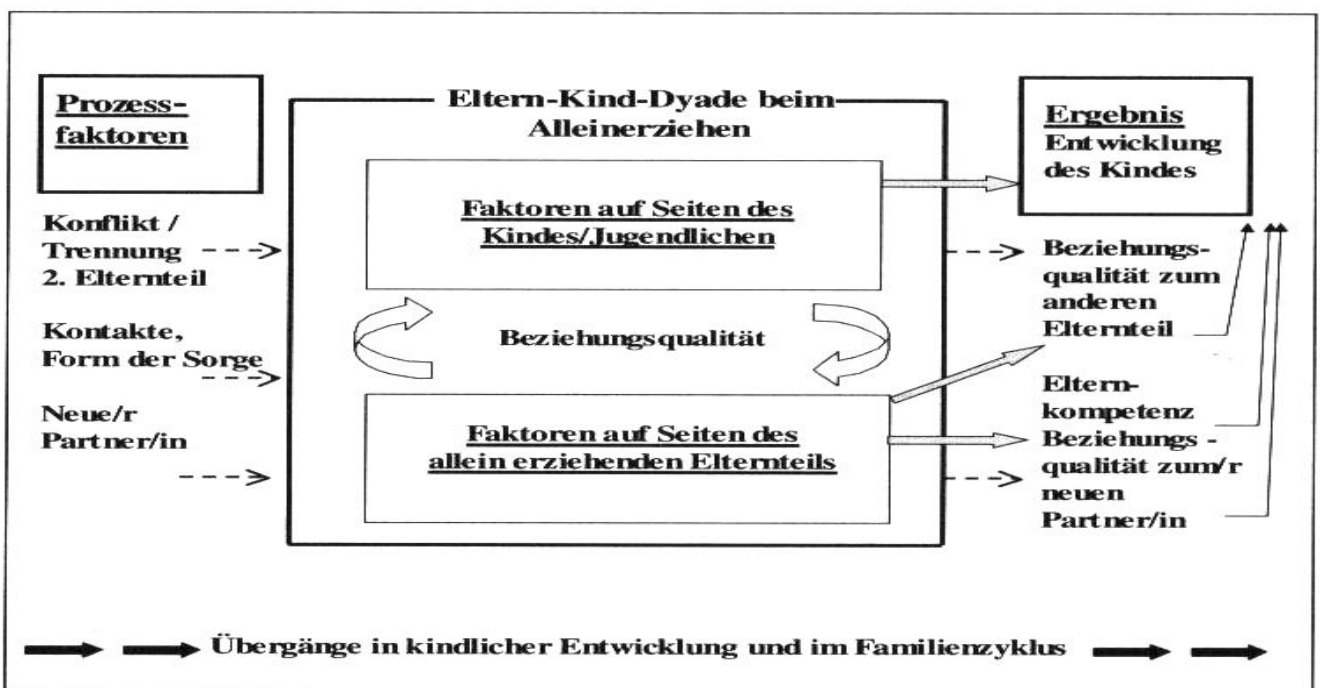 Prozess-
faktoren
Konflikt /
Trennung
2. Elternteil
Kontakte,
Form der Sorge
Neue/r
Partner/in
Eltern-Kind-Dyade beim
Alleinerziehen
Faktoren auf Seiten des
Kindes/Jugendlichen
Beziehungsqualität
Faktoren auf Seiten des
allein erziehenden Elternteils
Ergebnis
Entwicklung
des Kindes
Beziehungs-
qualität zum
anderen
Elternteil
Eltern-
kompetenz
Beziehungs -
qualität zum/r
neuen
Partner/in
Übergänge in kindlicher Entwicklung und im Familienzyklus